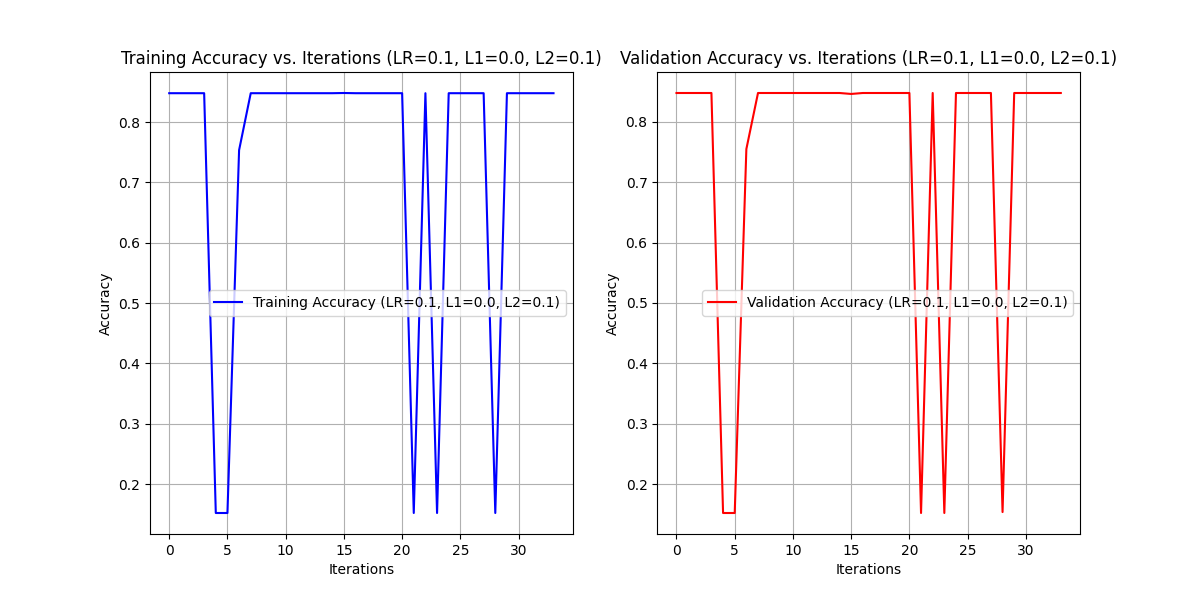 Training Accuracy vs. Iterations (LR=0.1, L1=0.0, L2=0.1)
Accuracy
0.8
0.7
0.6
0.5
0.4
0.3
0.2
Training Accuracy (LR=0.1, L1=0.0, L2=0.1)
0 5 10 15 20 25 30
Iterations
Validation Accuracy vs. Iterations (LR=0.1, L1=0.0, L2=0.1)
Accuracy
0.8
0.7
0.6
0.5
0.4
0.3
0.2
Validation Accuracy (LR=0.1, L1=0.0, L2=0.1)
0 5 10 15 20 25 30
Iterations